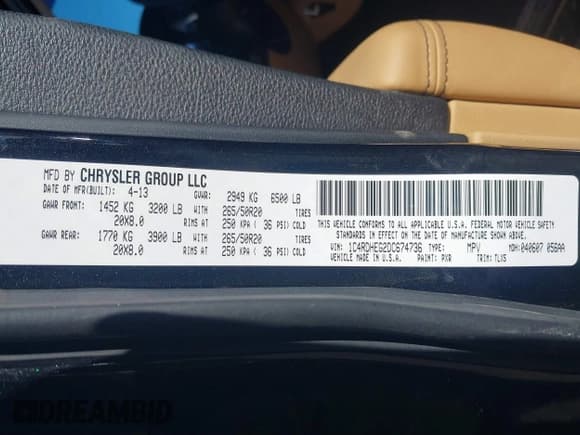 MFD BY CHRYSLER GROUP LLC
DATE OF MFR(BUILT): 4-13 GVWR: 2949 KG 6500 LB
GAWR FRONT: 1452 KG 3200 LB WITH 265/50R20 TIRES
20X8.0 RIMS AT 250 KPA( 36 PSI) COLD
GAWR REAR: 1770 KG 3900 LB WITH 265/50R20 TIRES
20X8.0 RIMS AT 250 KPA( 36 PSI) COLD
THIS VEHICLE CONFORMS TO ALL APPLICABLE U.S.A. FEDERAL MOTOR VEHICLE SAFETY
STANDARDS IN EFFECT ON THE DATE OF MANUFACTURE SHOWN ABOVE.
VIN: 1C4RDHEG2DC674736 TYPE: MPV MDH:040607 056AA
VEHICLE MADE IN U.S.A. PAINT: PXR TRIM: TLXS
DREAMBID